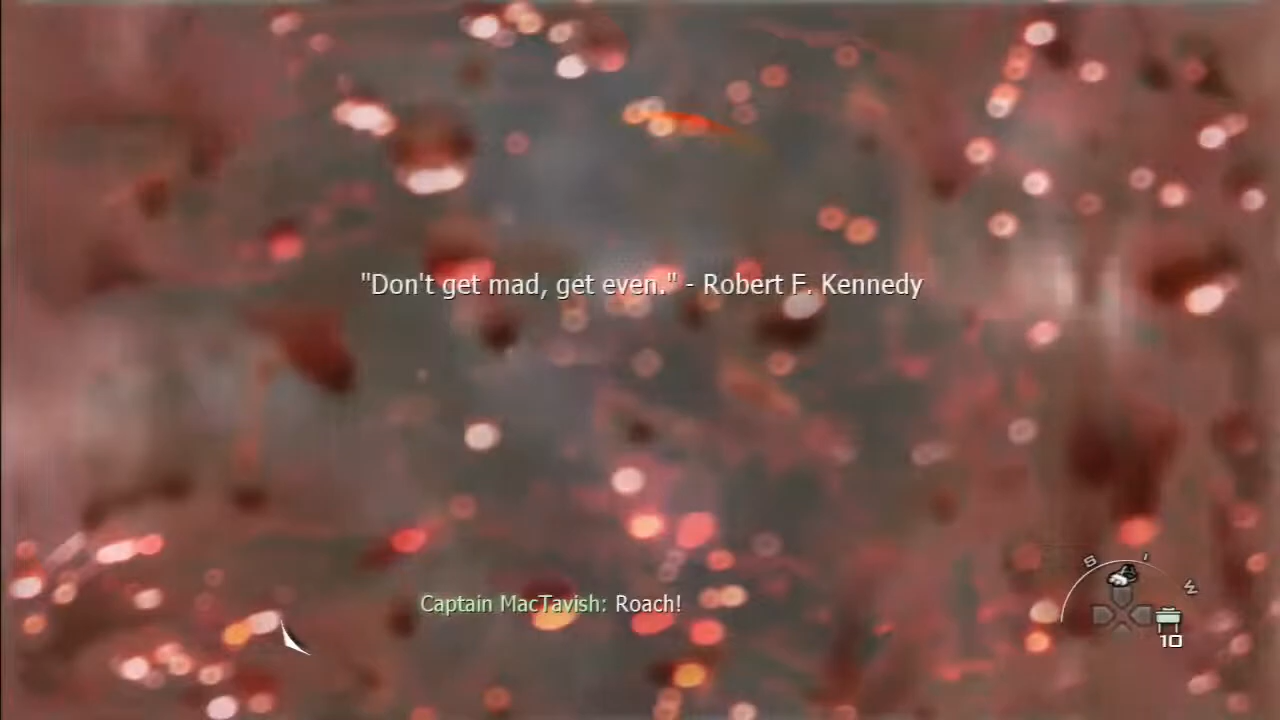 "Don't get mad, get even." - Robert F. Kennedy
Captain MacTavish: Roach!
S
10